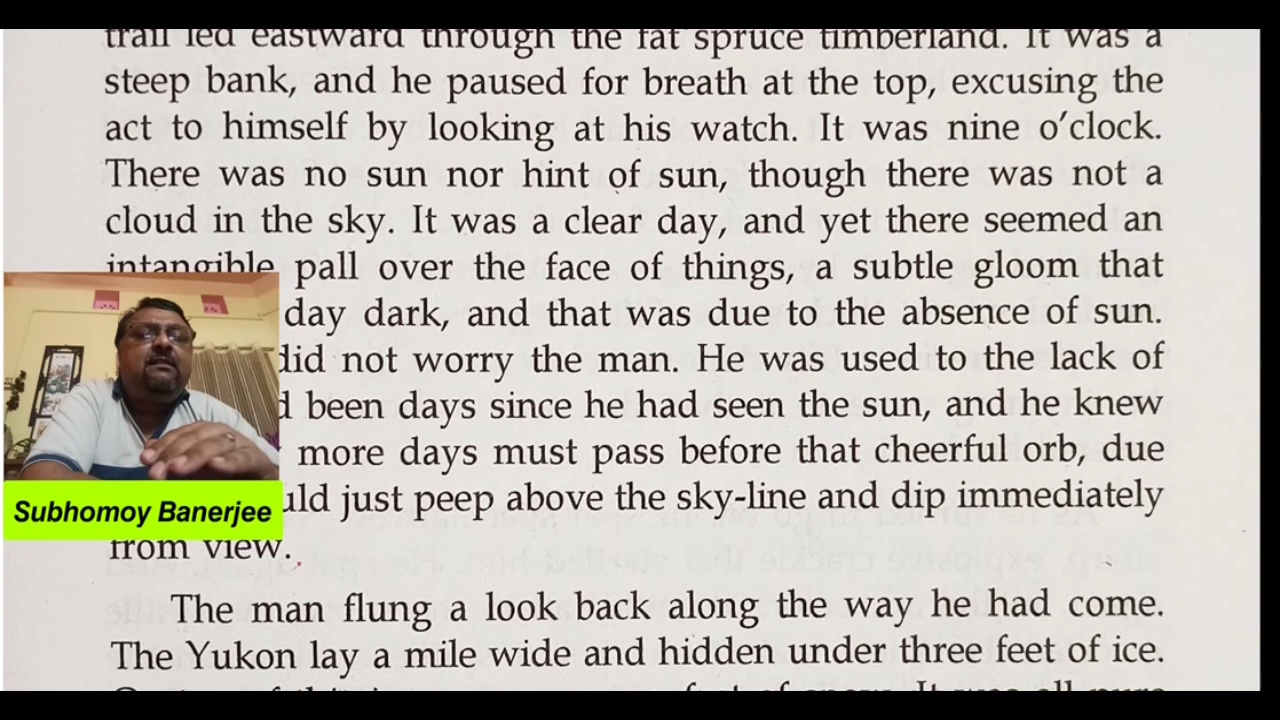 trail led eastward through the fat spruce timberland. It was a
steep bank, and he paused for breath at the top, excusing the
act to himself by looking at his watch. It was nine o'clock.
There was no sun nor hint of sun, though there was not a
cloud in the sky. It was a clear day, and yet there seemed an
intangible pall over the face of things, a subtle gloom that
day dark, and that was due to the absence of sun.
did not worry the man. He was used to the lack of
been days since he had seen the sun, and he knew
more days must pass before that cheerful orb, due
just peep above the sky-line and dip immediately
from view.
Subhomoy Banerjee
The man flung a look back along the way he had come.
The Yukon lay a mile wide and hidden under three feet of ice.